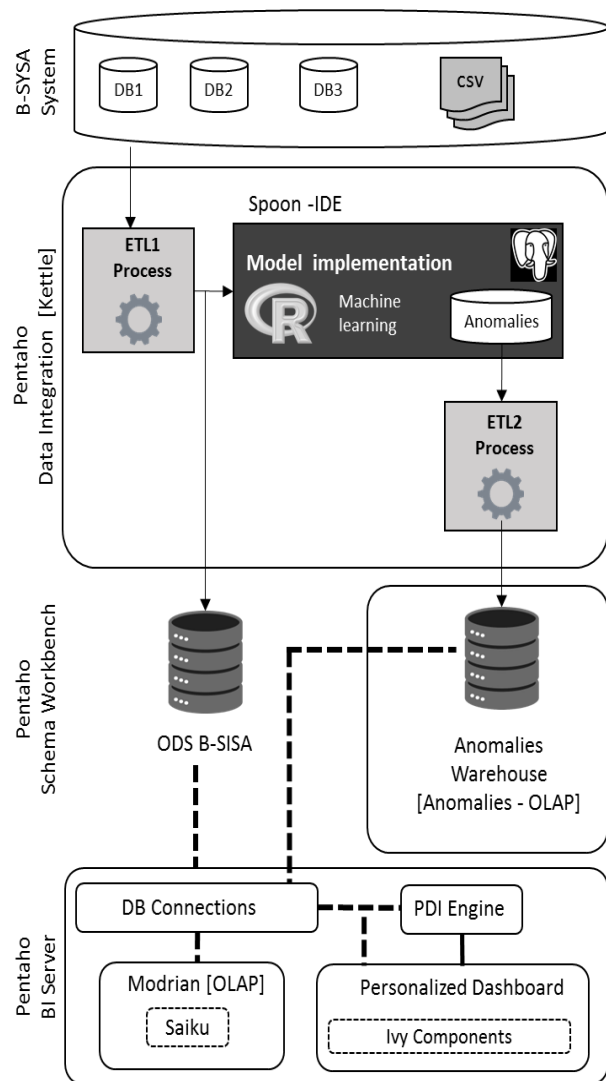 B-SYSA
System
DB1
DB2
DB3
CSV
Pentaho
Data Integration [Kettle]
Spoon -IDE
ETL1
Process
Model implementation
R
Machine
learning
Anomalies
ETL2
Process
Pentaho
Schema Workbench
ODS B-SISA
Anomalies
Warehouse
[Anomalies - OLAP]
Pentaho
BI Server
DB Connections
PDI Engine
Modrian [OLAP]
Saiku
Personalized Dashboard
Ivy Components